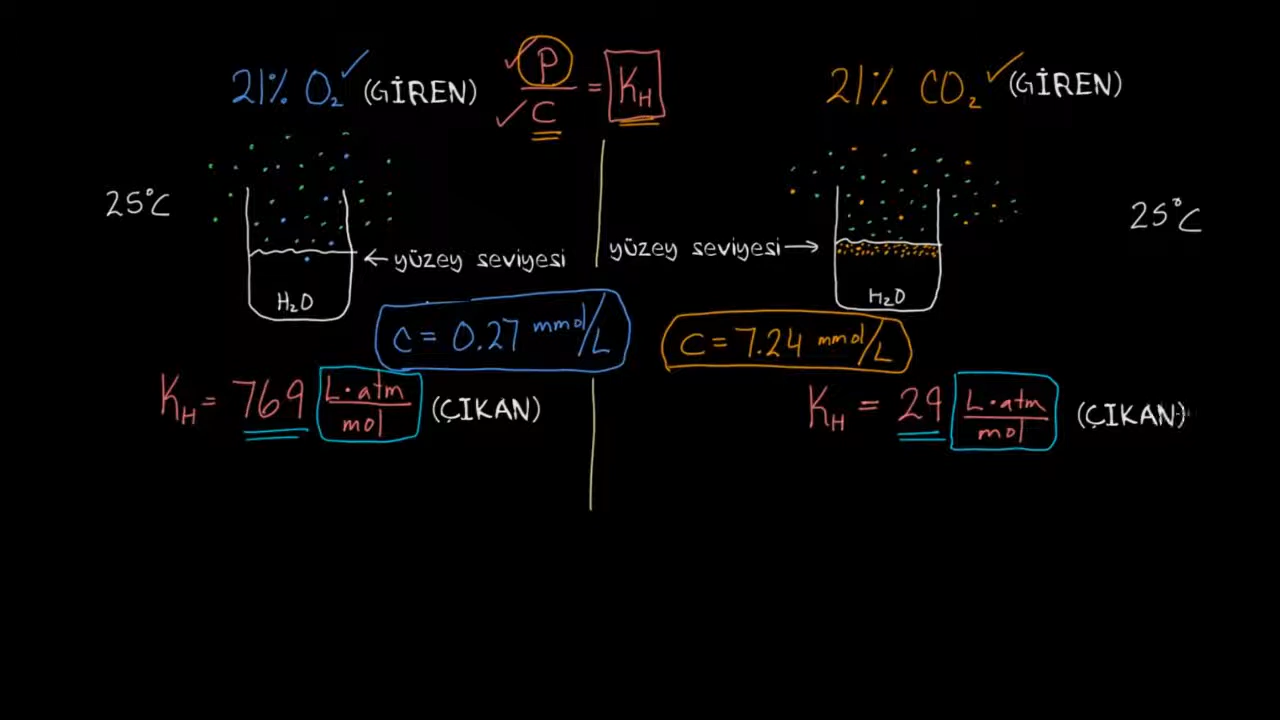 21% O₂ (GİREN)
P/C = K_H
21% CO₂ (GİREN)
25°C
25°C
← yüzey seviyesi
yüzey seviyesi →
H₂O
H₂O
C = 0.27 mmol/L
C = 7.24 mmol/L
K_H = 769 L·atm/mol (ÇIKAN)
K_H = 29 L·atm/mol (ÇIKAN)